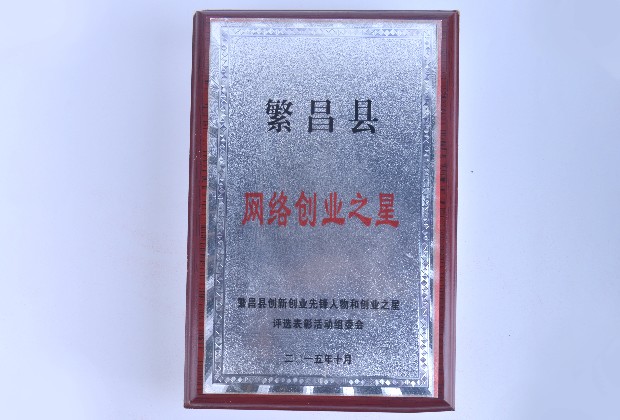 繁昌县
网络创业之星
繁昌县创新创业先锋人物和创业之星
评选表彰活动组委会
二〇一五年十月